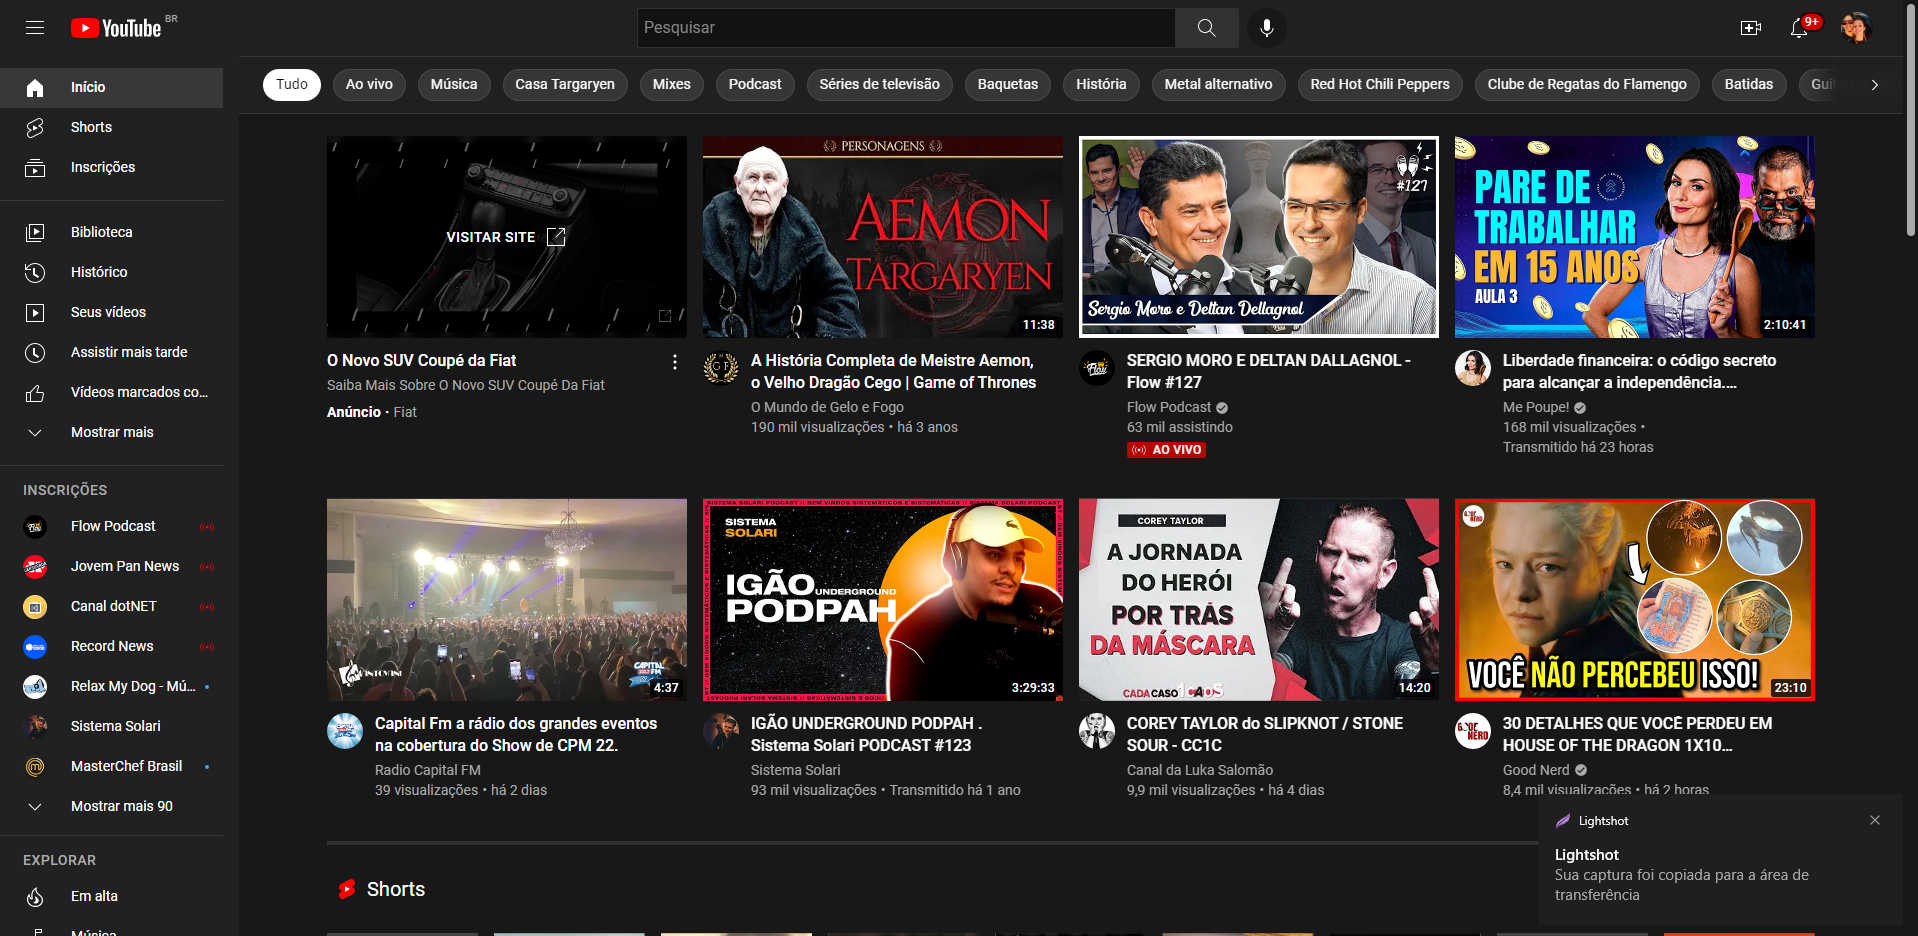 YouTube BR
Pesquisar
9+
Início
Shorts
Inscrições
Biblioteca
Histórico
Seus vídeos
Assistir mais tarde
Vídeos marcados co...
Mostrar mais
INSCRIÇÕES
Flow Podcast
Jovem Pan News
Canal dotNET
Record News
Relax My Dog - Mú...
Sistema Solari
MasterChef Brasil
Mostrar mais 90
EXPLORAR
Em alta
Música
Tudo
Ao vivo
Música
Casa Targaryen
Mixes
Podcast
Séries de televisão
Baquetas
História
Metal alternativo
Red Hot Chili Peppers
Clube de Regatas do Flamengo
Batidas
VISITAR SITE
O Novo SUV Coupé da Fiat
Saiba Mais Sobre O Novo SUV Coupé Da Fiat
Anúncio • Fiat
PERSONAGENS
AEMON
TARGARYEN
11:38
A História Completa de Meistre Aemon,
o Velho Dragão Cego | Game of Thrones
O Mundo de Gelo e Fogo
190 mil visualizações • há 3 anos
#127
Sergio Moro e Deltan Dellagnol
SERGIO MORO E DELTAN DALLAGNOL -
Flow #127
Flow Podcast
63 mil assistindo
AO VIVO
PARE DE
TRABALHAR
EM 15 ANOS
AULA 3
2:10:41
Liberdade financeira: o código secreto
para alcançar a independência....
Me Poupe!
168 mil visualizações •
Transmitido há 23 horas
CAPITAL
FM
4:37
Capital Fm a rádio dos grandes eventos
na cobertura do Show de CPM 22.
Radio Capital FM
39 visualizações • há 2 dias
SISTEMA SOLARI PODCAST // BEM VINDOS SISTEMÁTICOS E SISTEMÁTICAS // SISTEMA SOLARI PODCAST
SISTEMA
SOLARI
IGÃO
UNDERGROUND
PODPAH
3:29:33
IGÃO UNDERGROUND PODPAH .
Sistema Solari PODCAST #123
Sistema Solari
93 mil visualizações • Transmitido há 1 ano
COREY TAYLOR
A JORNADA
DO HERÓI
POR TRÁS
DA MÁSCARA
CADA CASO
14:20
COREY TAYLOR do SLIPKNOT / STONE
SOUR - CC1C
Canal da Luka Salomão
9,9 mil visualizações • há 4 dias
VOCÊ NÃO PERCEBEU ISSO!
23:10
30 DETALHES QUE VOCÊ PERDEU EM
HOUSE OF THE DRAGON 1X10...
Good Nerd
8,4 mil visualizações • há 2 horas
Shorts
Lightshot
Lightshot
Sua captura foi copiada para a área de
transferência